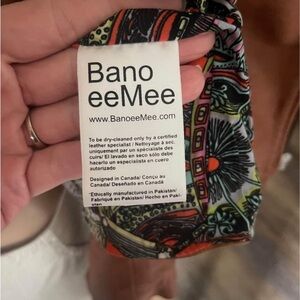 Bano
eeMee
www.BanoeeMee.com
To be dry-cleaned only by a certified
leather specialist / Nettoyage à sec.
uniquement par un spécialiste des
cuirs/ El lavado en seco sólo debe
hacerlo un especialista en cuero
autorizado
Designed in Canada/ Conçu au
Canada/ Deseñado en Canadá
Ethically manufactured in Pakistan/
Fabriqué en Pakistan/ Hecho en Paki-
stan